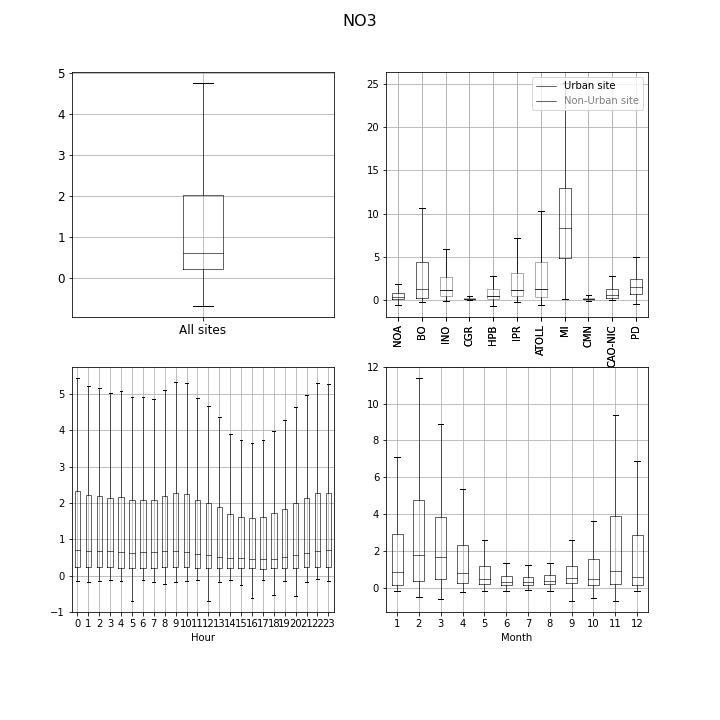 NO3
5
4
3
2
1
0
All sites
25
20
15
10
5
0
Urban site
Non-Urban site
NOA
BO
INO
CGR
HPB
IPR
ATOLL
MI
CMN
CAO-NIC
PD
5
4
3
2
1
0
−1
0 1 2 3 4 5 6 7 8 9 10 11 12 13 14 15 16 17 18 19 20 21 22 23
Hour
12
10
8
6
4
2
0
1 2 3 4 5 6 7 8 9 10 11 12
Month